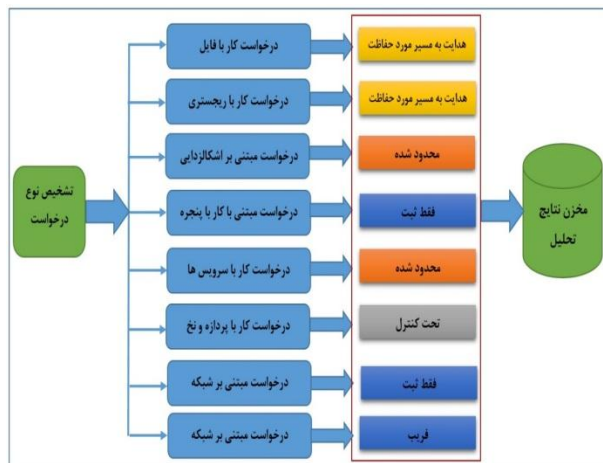 تشخیص نوع
درخواست
درخواست کار با فایل
هدایت به مسیر مورد حفاظت
درخواست کار با ریجستری
هدایت به مسیر مورد حفاظت
درخواست مبتنی بر اشکالزدایی
محدود شده
درخواست مبتنی با کار با پنجره
فقط ثبت
درخواست کار با سرویس ها
محدود شده
درخواست کار با پردازه و نخ
تحت کنترل
درخواست مبتنی بر شبکه
فقط ثبت
درخواست مبتنی بر شبکه
فریب
مخزن نتایج
تحلیل